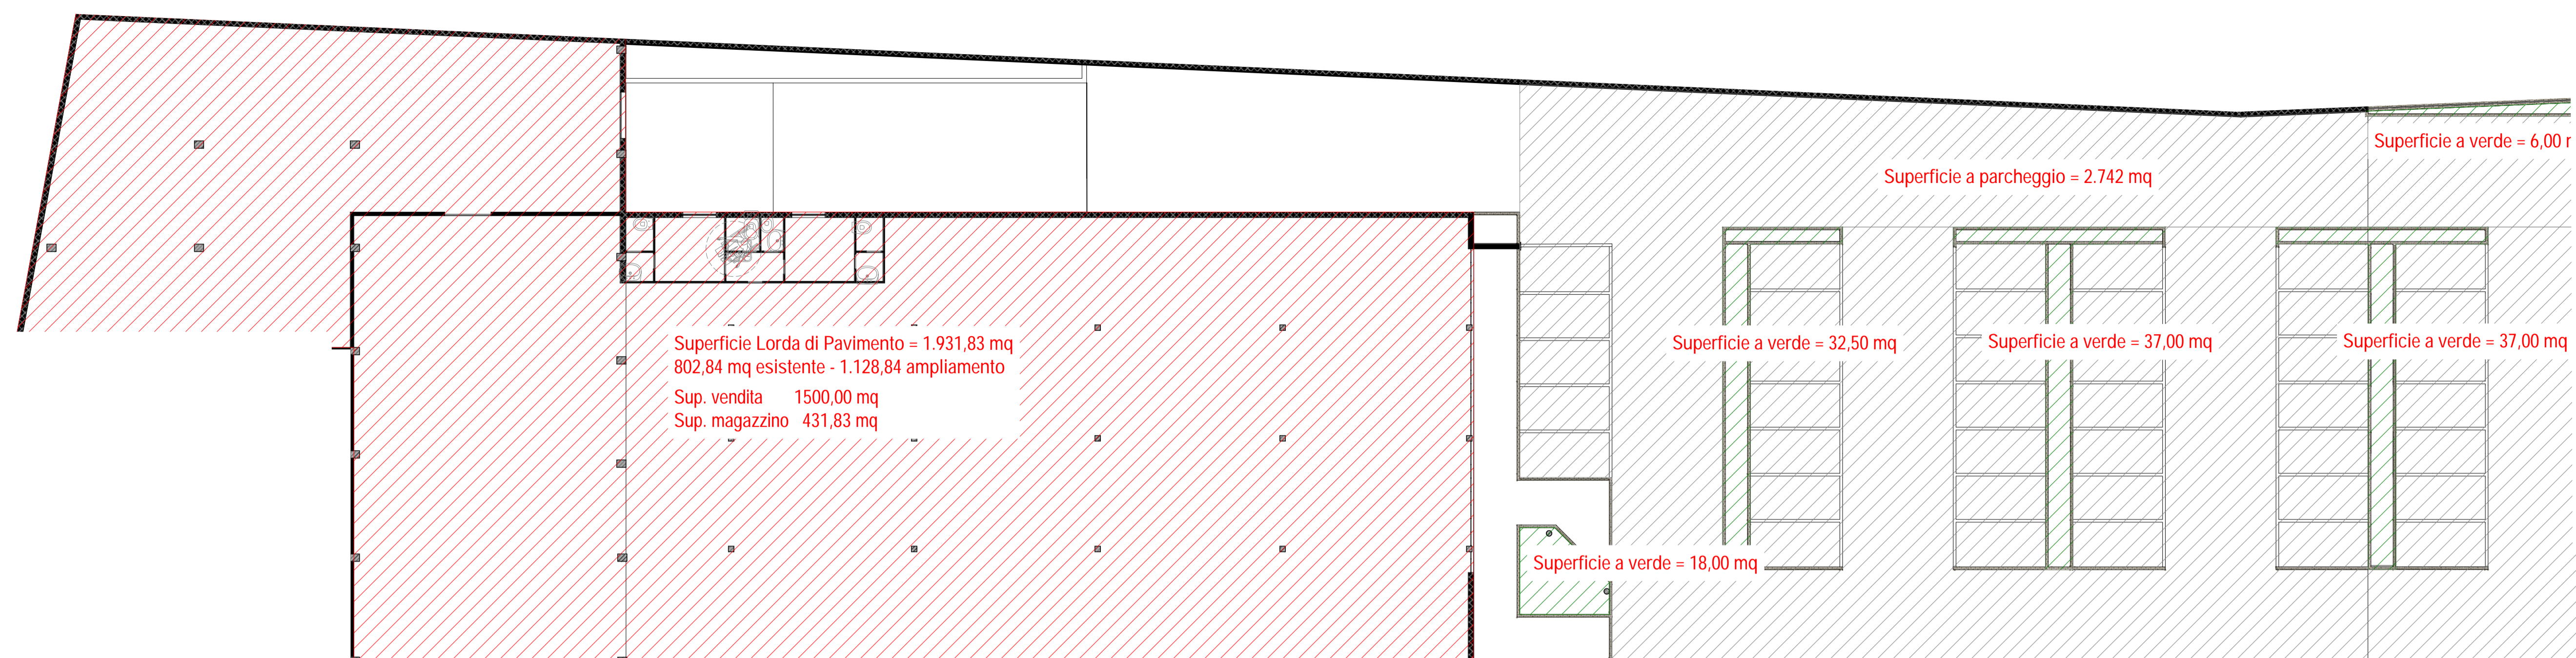 Superficie a verde = 6,00
Superficie a parcheggio = 2.742 mq
Superficie Lorda di Pavimento = 1.931,83 mq
802,84 mq esistente - 1.128,84 ampliamento
Sup. vendita 1500,00 mq
Sup. magazzino 431,83 mq
Superficie a verde = 32,50 mq
Superficie a verde = 37,00 mq
Superficie a verde = 37,00 mq
Superficie a verde = 18,00 mq